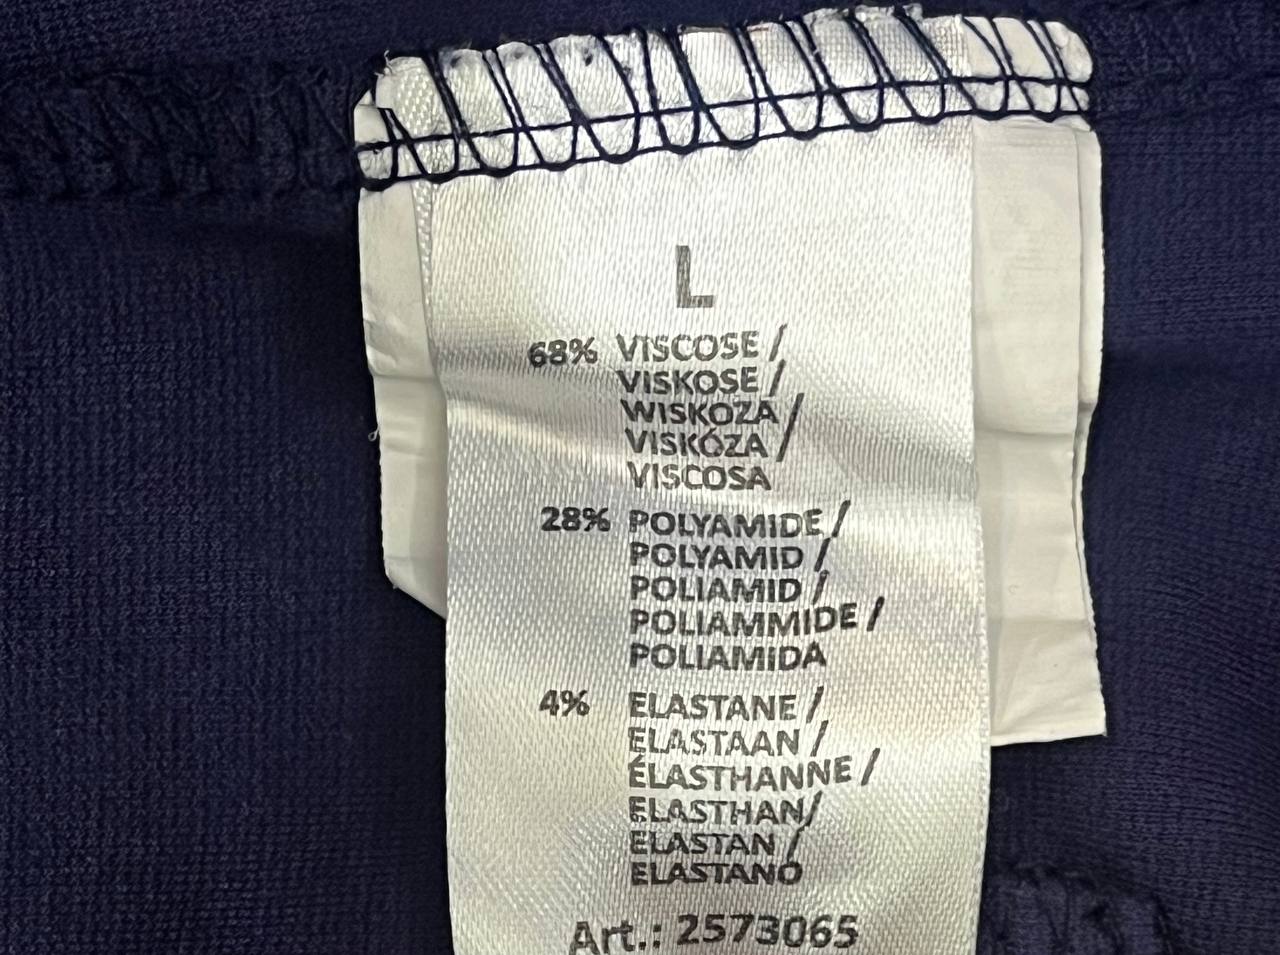 L
68% VISCOSE /
VISKOSE /
WISKOZA /
VISKÓZA /
VISCOSA
28% POLYAMIDE /
POLYAMID /
POLIAMID /
POLIAMMIDE /
POLIAMIDA
4% ELASTANE /
ELASTAAN /
ÉLASTHANNE /
ELASTHAN /
ELASTAN /
ELASTANO
Art.: 2573065